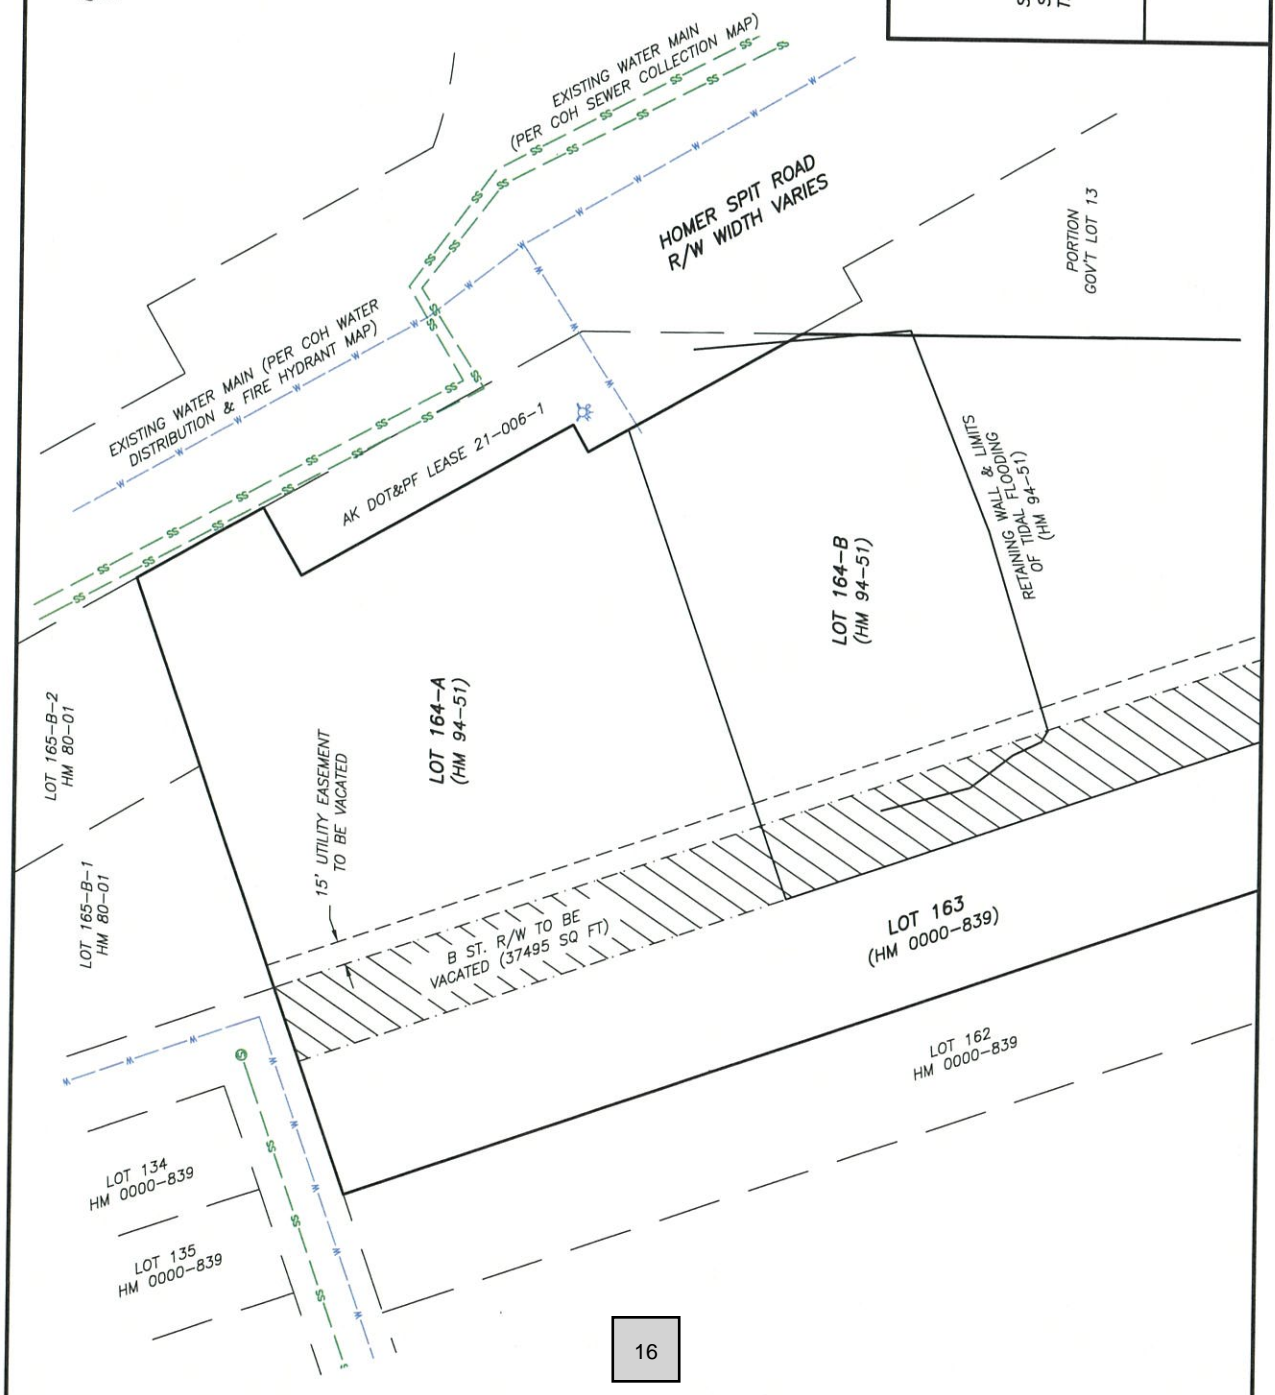 EXISTING WATER MAIN
(PER COH SEWER COLLECTION MAP)
HOMER SPIT ROAD
R/W WIDTH VARIES
PORTION
GOV'T LOT 13
EXISTING WATER MAIN (PER COH WATER
DISTRIBUTION & FIRE HYDRANT MAP)
AK DOT&PF LEASE 21-006-1
RETAINING WALL & LIMITS
OF TIDAL FLOODING
(HM 94-51)
LOT 164-B
(HM 94-51)
LOT 164-A
(HM 94-51)
LOT 165-B-2
HM 80-01
15' UTILITY EASEMENT
TO BE VACATED
LOT 165-B-1
HM 80-01
B ST. R/W TO BE
VACATED (37495 SQ FT)
LOT 163
(HM 0000-839)
LOT 162
HM 0000-839
LOT 134
HM 0000-839
LOT 135
HM 0000-839
16